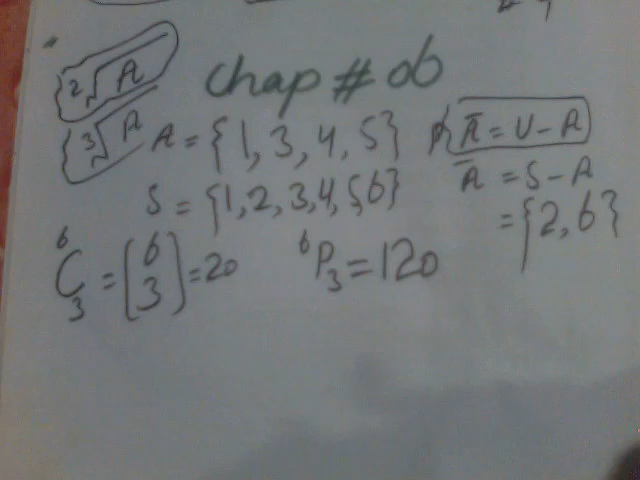 ²√A
Chap # 06
³√A
A = {1, 3, 4, 5}
Ā = U - A
S = {1, 2, 3, 4, 5, 6}
Ā = S - A
= {2, 6}
⁶C₃ = (6 3) = 20
⁶P₃ = 120